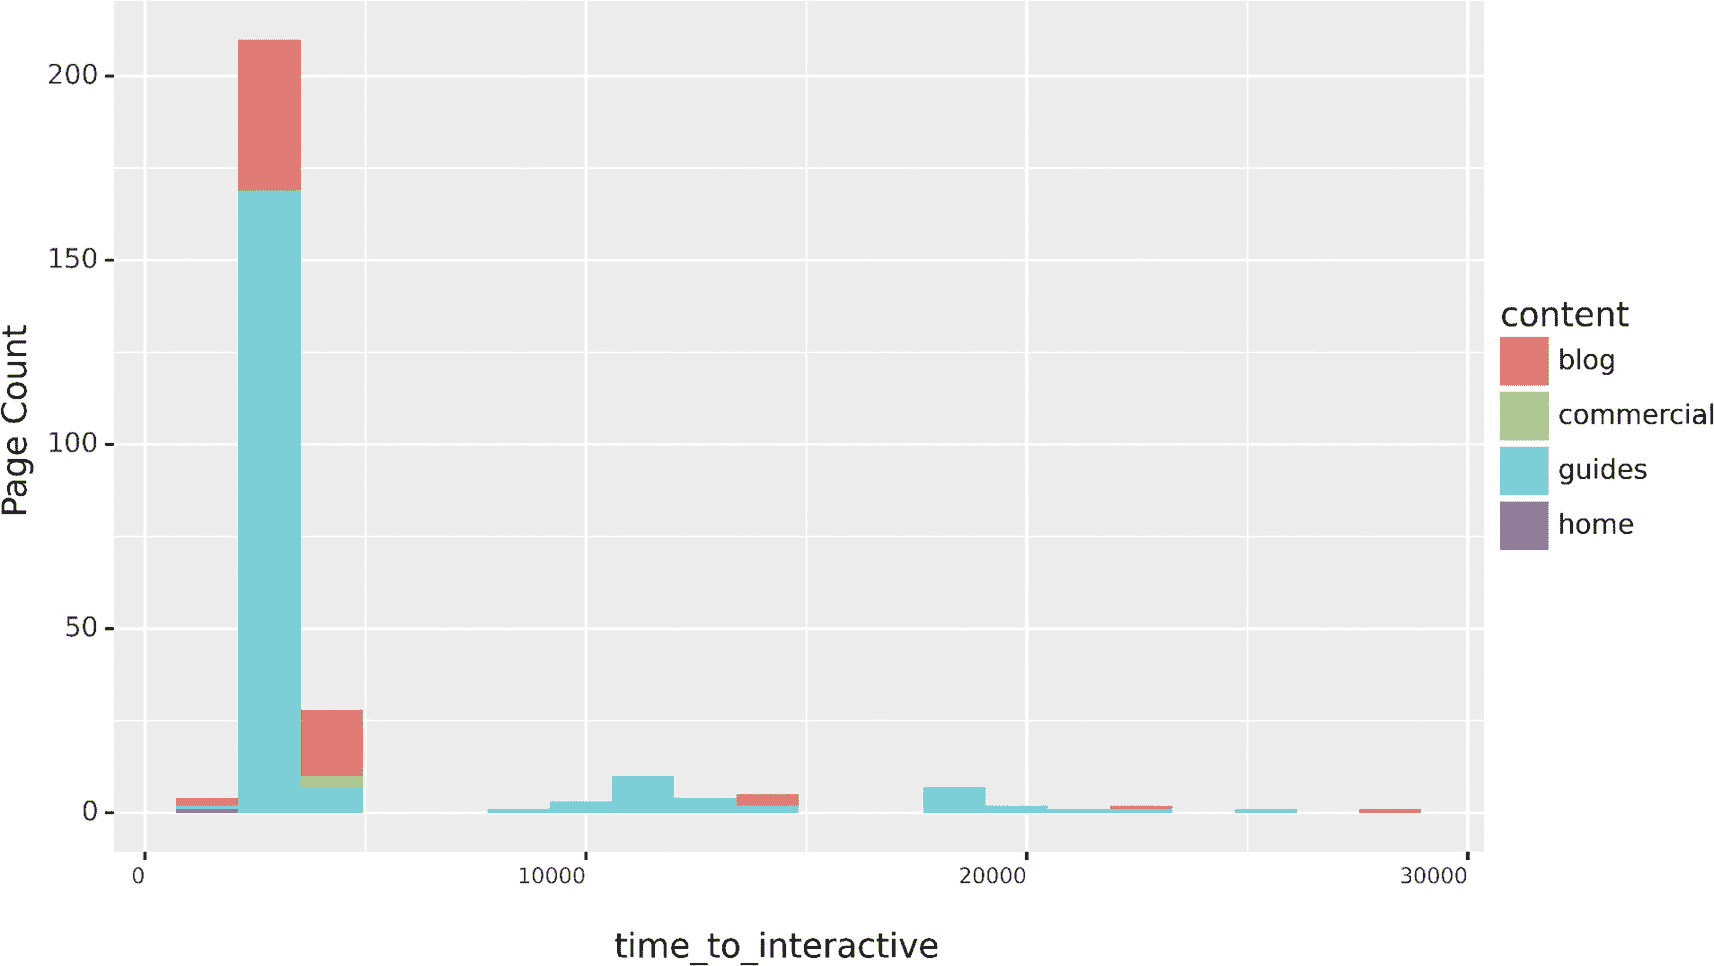 200
150
100
50
0
Page Count
0 10000 20000 30000
time_to_interactive
content
blog
commercial
guides
home